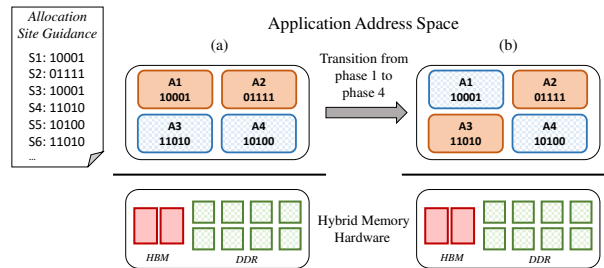 Allocation
Site Guidance
S1: 10001
S2: 01111
S3: 10001
S4: 11010
S5: 10100
S6: 11010
...
Application Address Space
(a)
A1
10001
A2
01111
A3
11010
A4
10100
Transition from
phase 1 to
phase 4
(b)
A1
10001
A2
01111
A3
11010
A4
10100
HBM
DDR
Hybrid Memory
Hardware
HBM
DDR